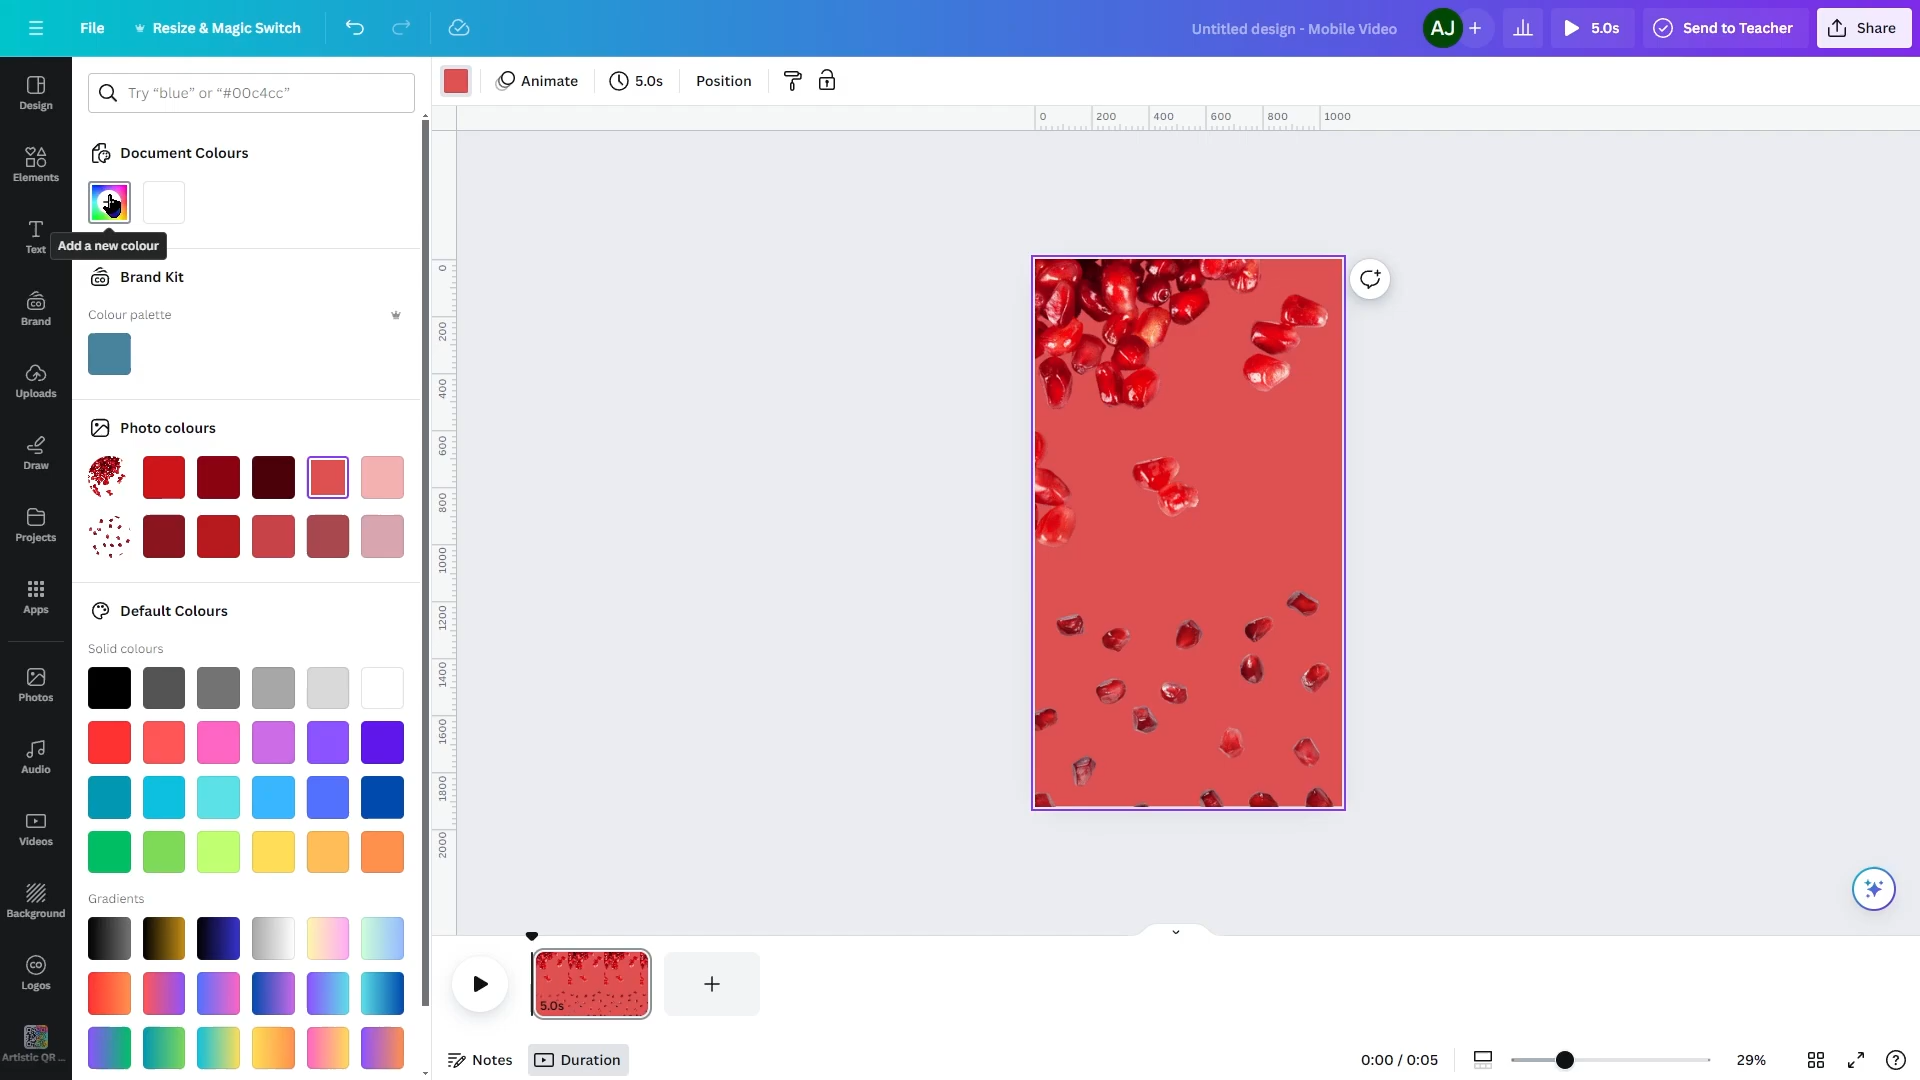 File
Resize & Magic Switch
Untitled design - Mobile Video
AJ
5.0s
Send to Teacher
Share
Design
Elements
Text
Brand
Uploads
Draw
Projects
Apps
Photos
Audio
Videos
Background
Logos
Artistic QR ...
Try “blue” or “#00c4cc”
Document Colours
Add a new colour
Brand Kit
Colour palette
Photo colours
Default Colours
Solid colours
Gradients
Animate
5.0s
Position
0 200 400 600 800 1000
0
200
400
600
800
1000
1200
1400
1600
1800
2000
5.0s
Notes
Duration
0:00 / 0:05
29%